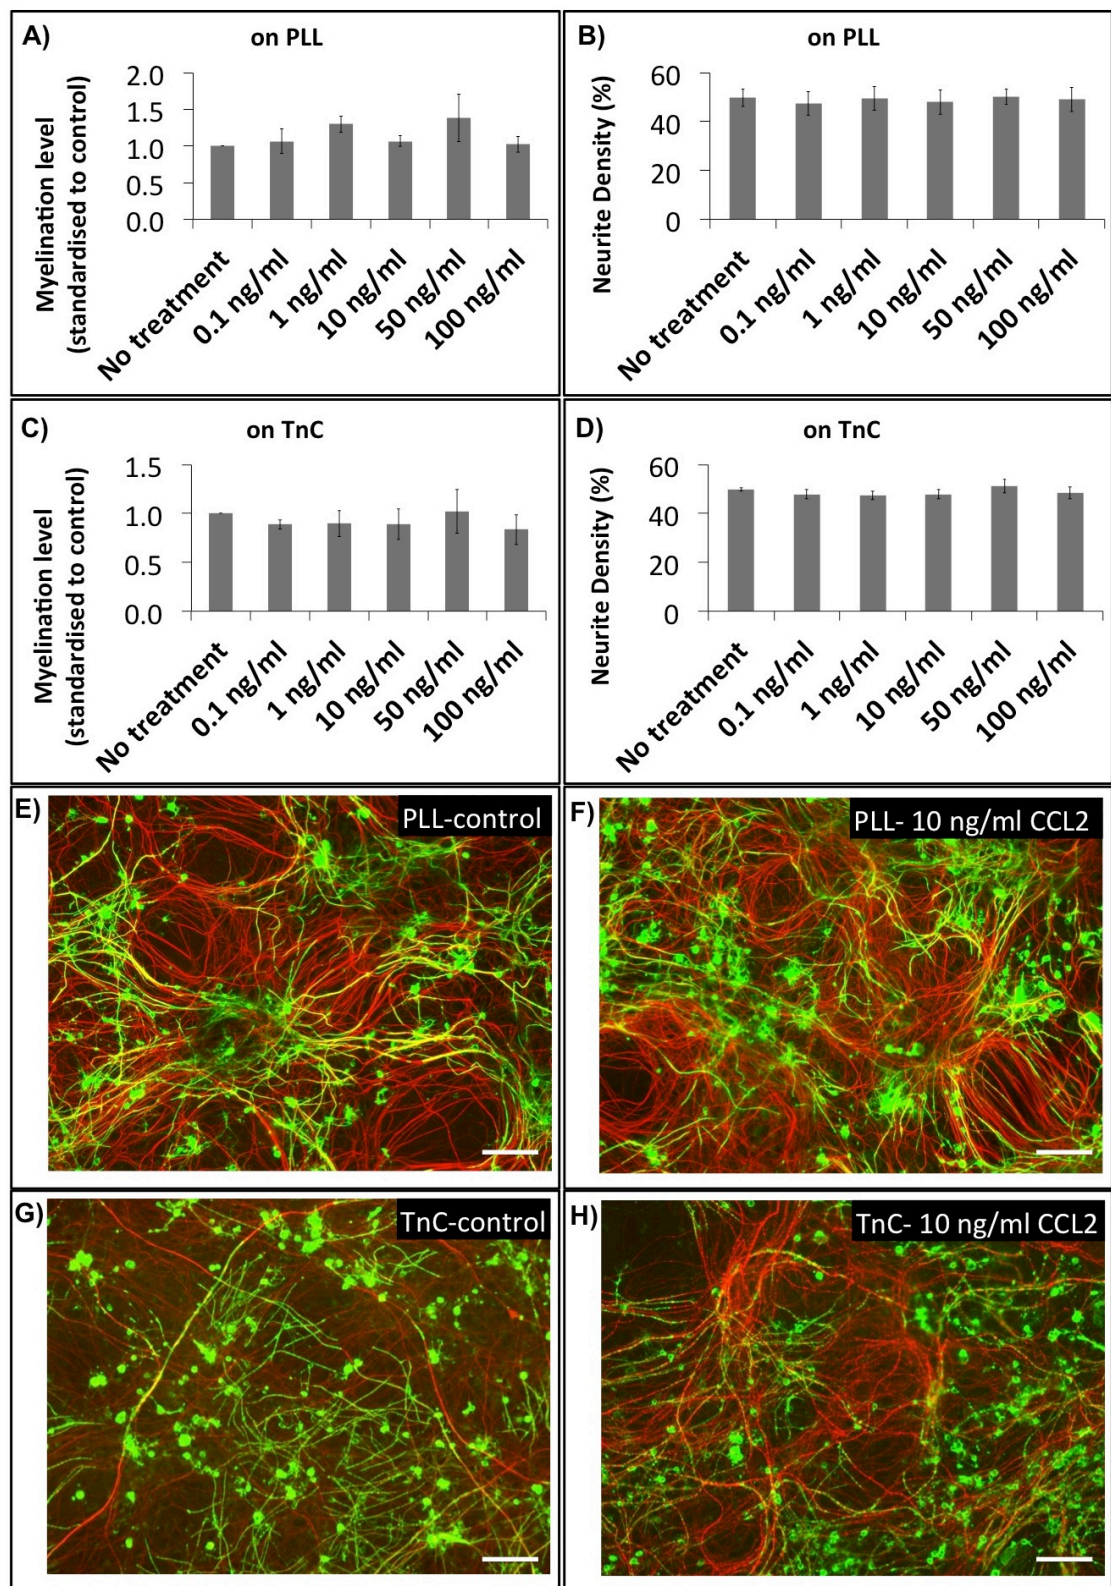 A)
on PLL
Myelination level
(standardised to control)
2.0
1.5
1.0
0.5
0.0
No treatment
0.1 ng/ml
1 ng/ml
10 ng/ml
50 ng/ml
100 ng/ml
B)
on PLL
Neurite Density (%)
60
40
20
0
No treatment
0.1 ng/ml
1 ng/ml
10 ng/ml
50 ng/ml
100 ng/ml
C)
on TnC
Myelination level
(standardised to control)
1.5
1.0
0.5
0.0
No treatment
0.1 ng/ml
1 ng/ml
10 ng/ml
50 ng/ml
100 ng/ml
D)
on TnC
Neurite Density (%)
60
40
20
0
No treatment
0.1 ng/ml
1 ng/ml
10 ng/ml
50 ng/ml
100 ng/ml
E)
PLL-control
F)
PLL- 10 ng/ml CCL2
G)
TnC-control
H)
TnC- 10 ng/ml CCL2